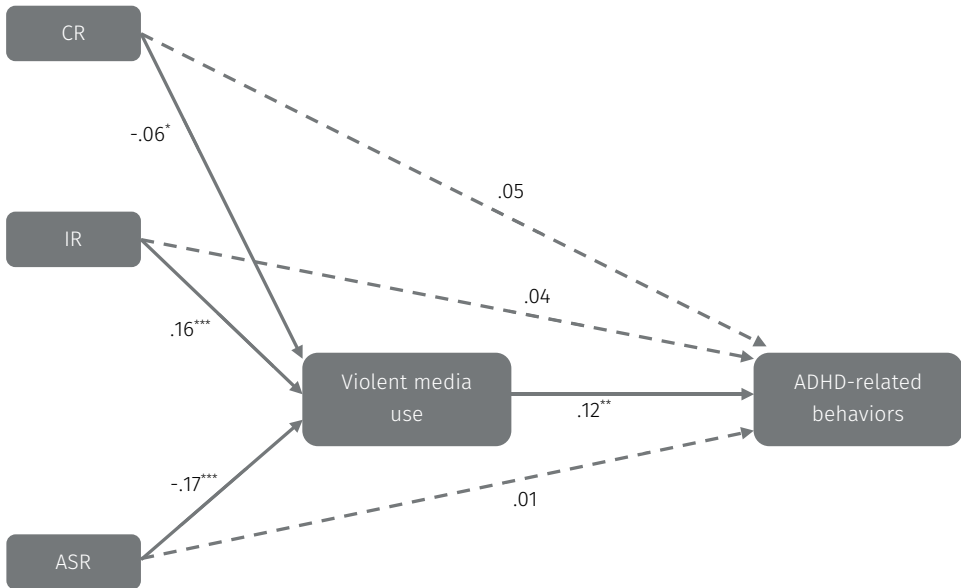 CR
-.06*
.05
IR
.04
.16***
Violent media
use
ADHD-related
behaviors
.12**
-.17***
.01
ASR